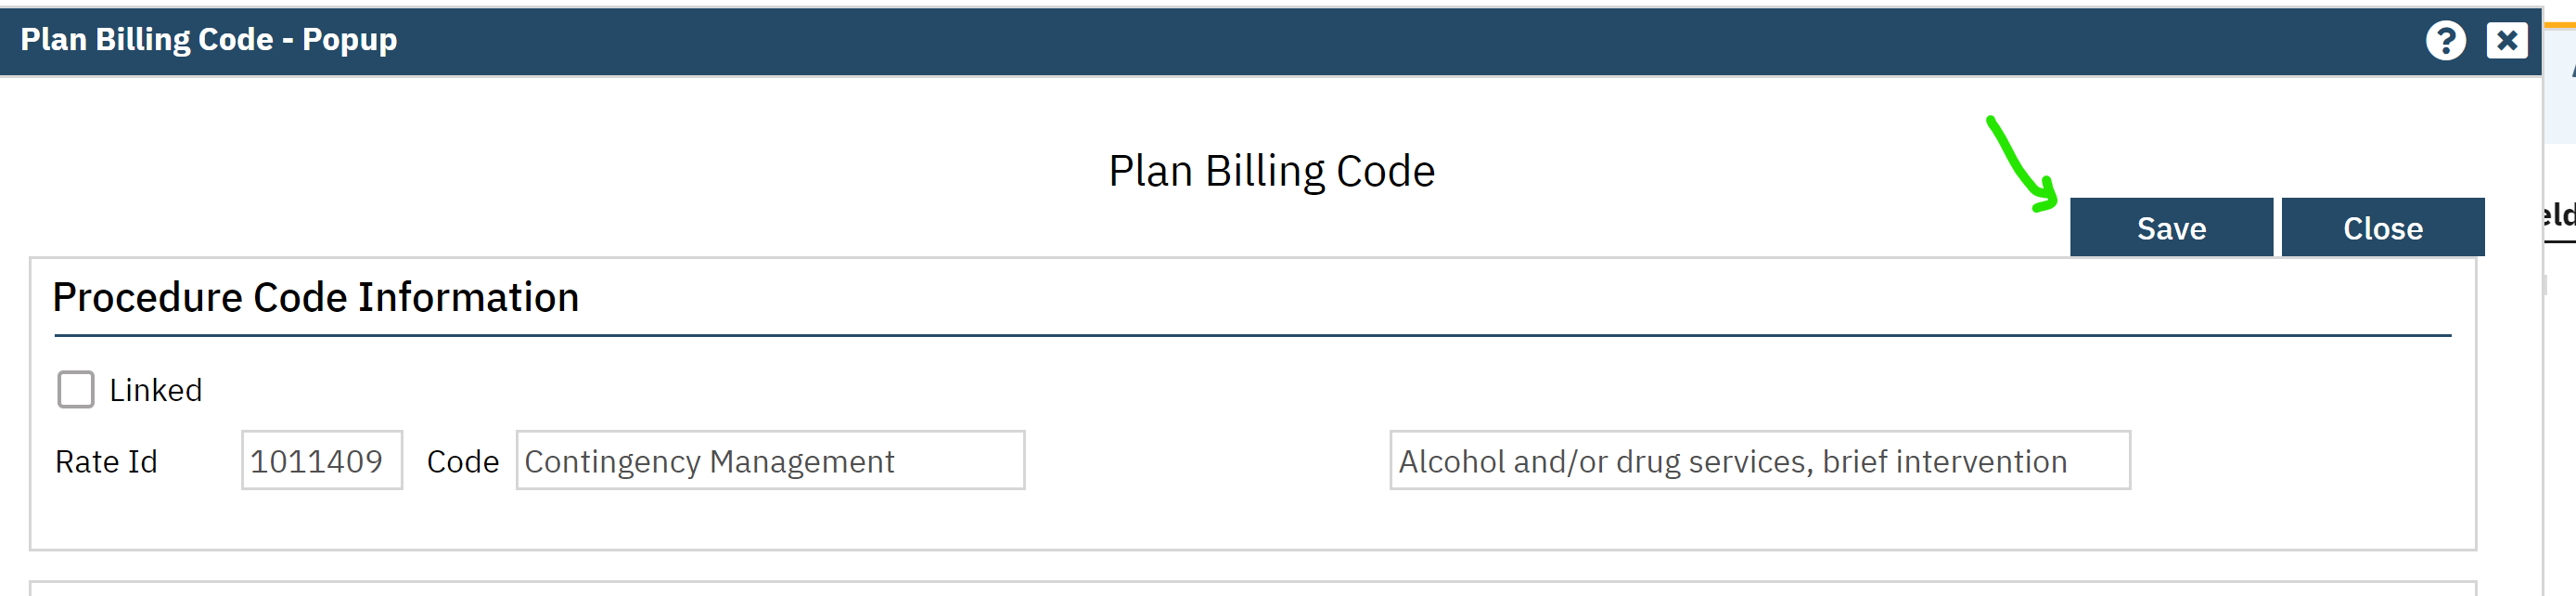 Plan Billing Code - Popup
Plan Billing Code
Save Close
Procedure Code Information
Linked
Rate Id 1011409 Code Contingency Management Alcohol and/or drug services, brief intervention